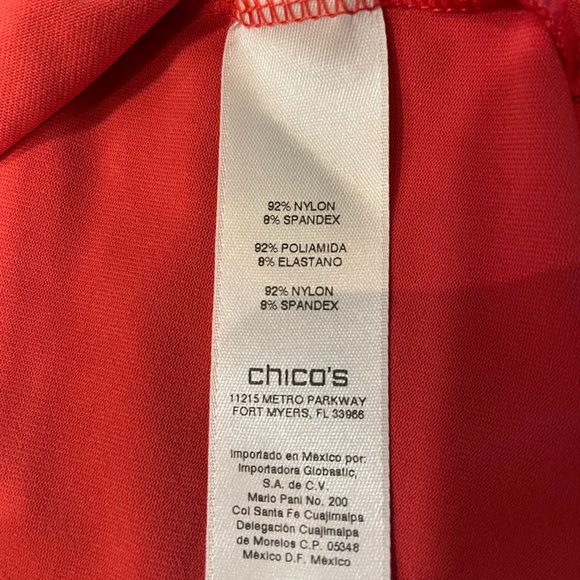 92% NYLON
8% SPANDEX
92% POLIAMIDA
8% ELASTANO
92% NYLON
8% SPANDEX
chico's
11215 METRO PARKWAY
FORT MYERS, FL 33966
Importado en México por:
Importadora Globastic,
S.A. de C.V.
Mario Pani No. 200
Col Santa Fe Cuajimalpa
Delegación Cuajimalpa
de Morelos C.P. 05348
México D.F. México